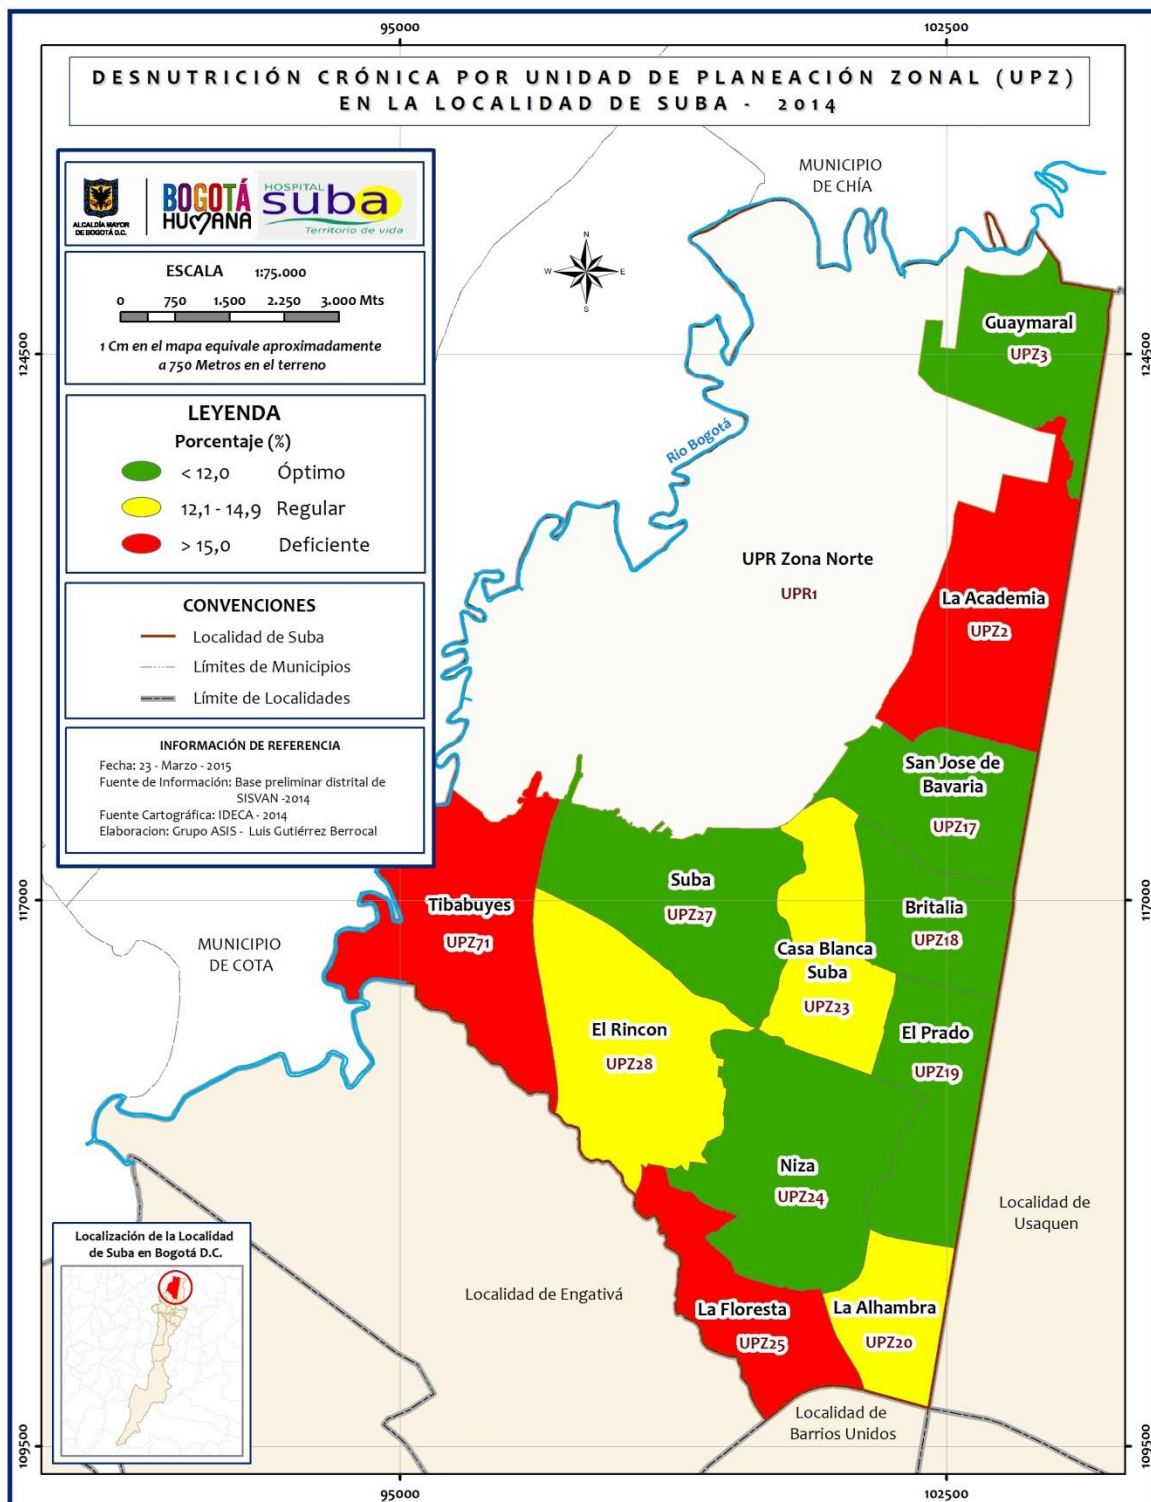 95000
102500
DESNUTRICIÓN CRÓNICA POR UNIDAD DE PLANEACIÓN ZONAL (UPZ)
EN LA LOCALIDAD DE SUBA - 2014
ALCALDÍA MAYOR
DE BOGOTÁ D.C.
BOGOTÁ
HUMANA
HOSPITAL
suba
Territorio de vida
ESCALA 1:75.000
0 750 1.500 2.250 3.000 Mts
1 Cm en el mapa equivale aproximadamente
a 750 Metros en el terreno
LEYENDA
Porcentaje (%)
< 12,0 Óptimo
12,1 - 14,9 Regular
> 15,0 Deficiente
CONVENCIONES
Localidad de Suba
Límites de Municipios
Límite de Localidades
INFORMACIÓN DE REFERENCIA
Fecha: 23 - Marzo - 2015
Fuente de Información: Base preliminar distrital de
SISVAN -2014
Fuente Cartográfica: IDECA - 2014
Elaboracion: Grupo ASIS - Luis Gutiérrez Berrocal
MUNICIPIO
DE CHÍA
N
W E
S
Guaymaral
UPZ3
124500
124500
Rio Bogotá
UPR Zona Norte
UPR1
La Academia
UPZ2
San Jose de
Bavaria
UPZ17
Suba
UPZ27
117000
117000
Tibabuyes
UPZ71
Britalia
UPZ18
MUNICIPIO
DE COTA
Casa Blanca
Suba
UPZ23
El Rincon
UPZ28
El Prado
UPZ19
Niza
UPZ24
Localidad de
Usaquen
Localización de la Localidad
de Suba en Bogotá D.C.
Localidad de Engativá
La Floresta
UPZ25
La Alhambra
UPZ20
Localidad de
Barrios Unidos
109500
109500
95000
102500